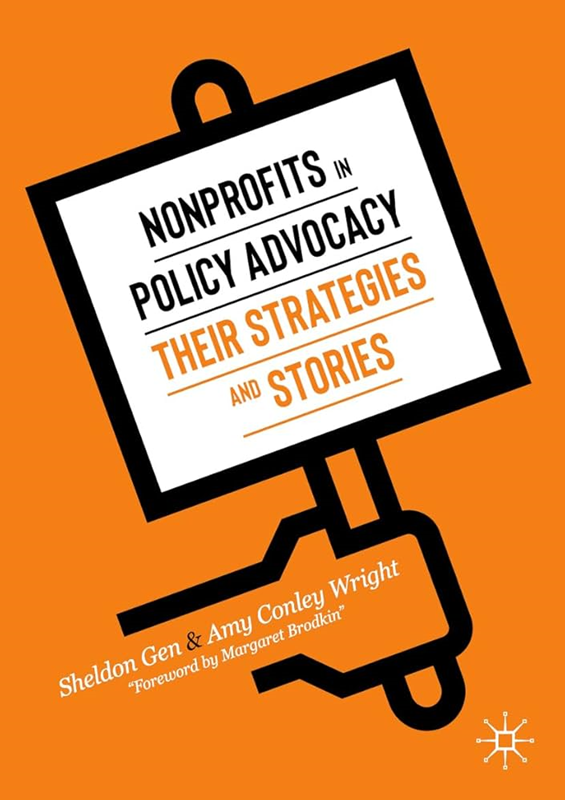 NONPROFITS IN
POLICY ADVOCACY
THEIR STRATEGIES
AND STORIES
Sheldon Gen & Amy Conley Wright
“Foreword by Margaret Brodkin”